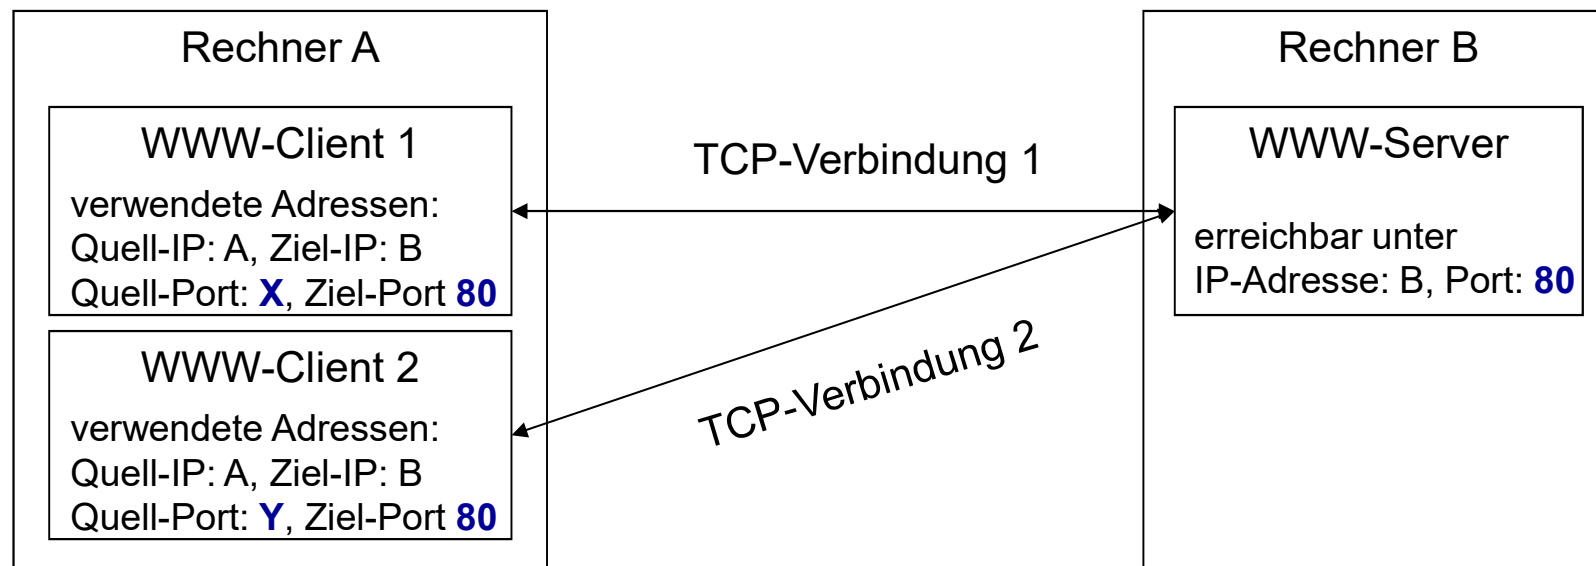 Rechner A
WWW-Client 1
verwendete Adressen:
Quell-IP: A, Ziel-IP: B
Quell-Port: X, Ziel-Port 80
WWW-Client 2
verwendete Adressen:
Quell-IP: A, Ziel-IP: B
Quell-Port: Y, Ziel-Port 80
TCP-Verbindung 1
TCP-Verbindung 2
Rechner B
WWW-Server
erreichbar unter
IP-Adresse: B, Port: 80